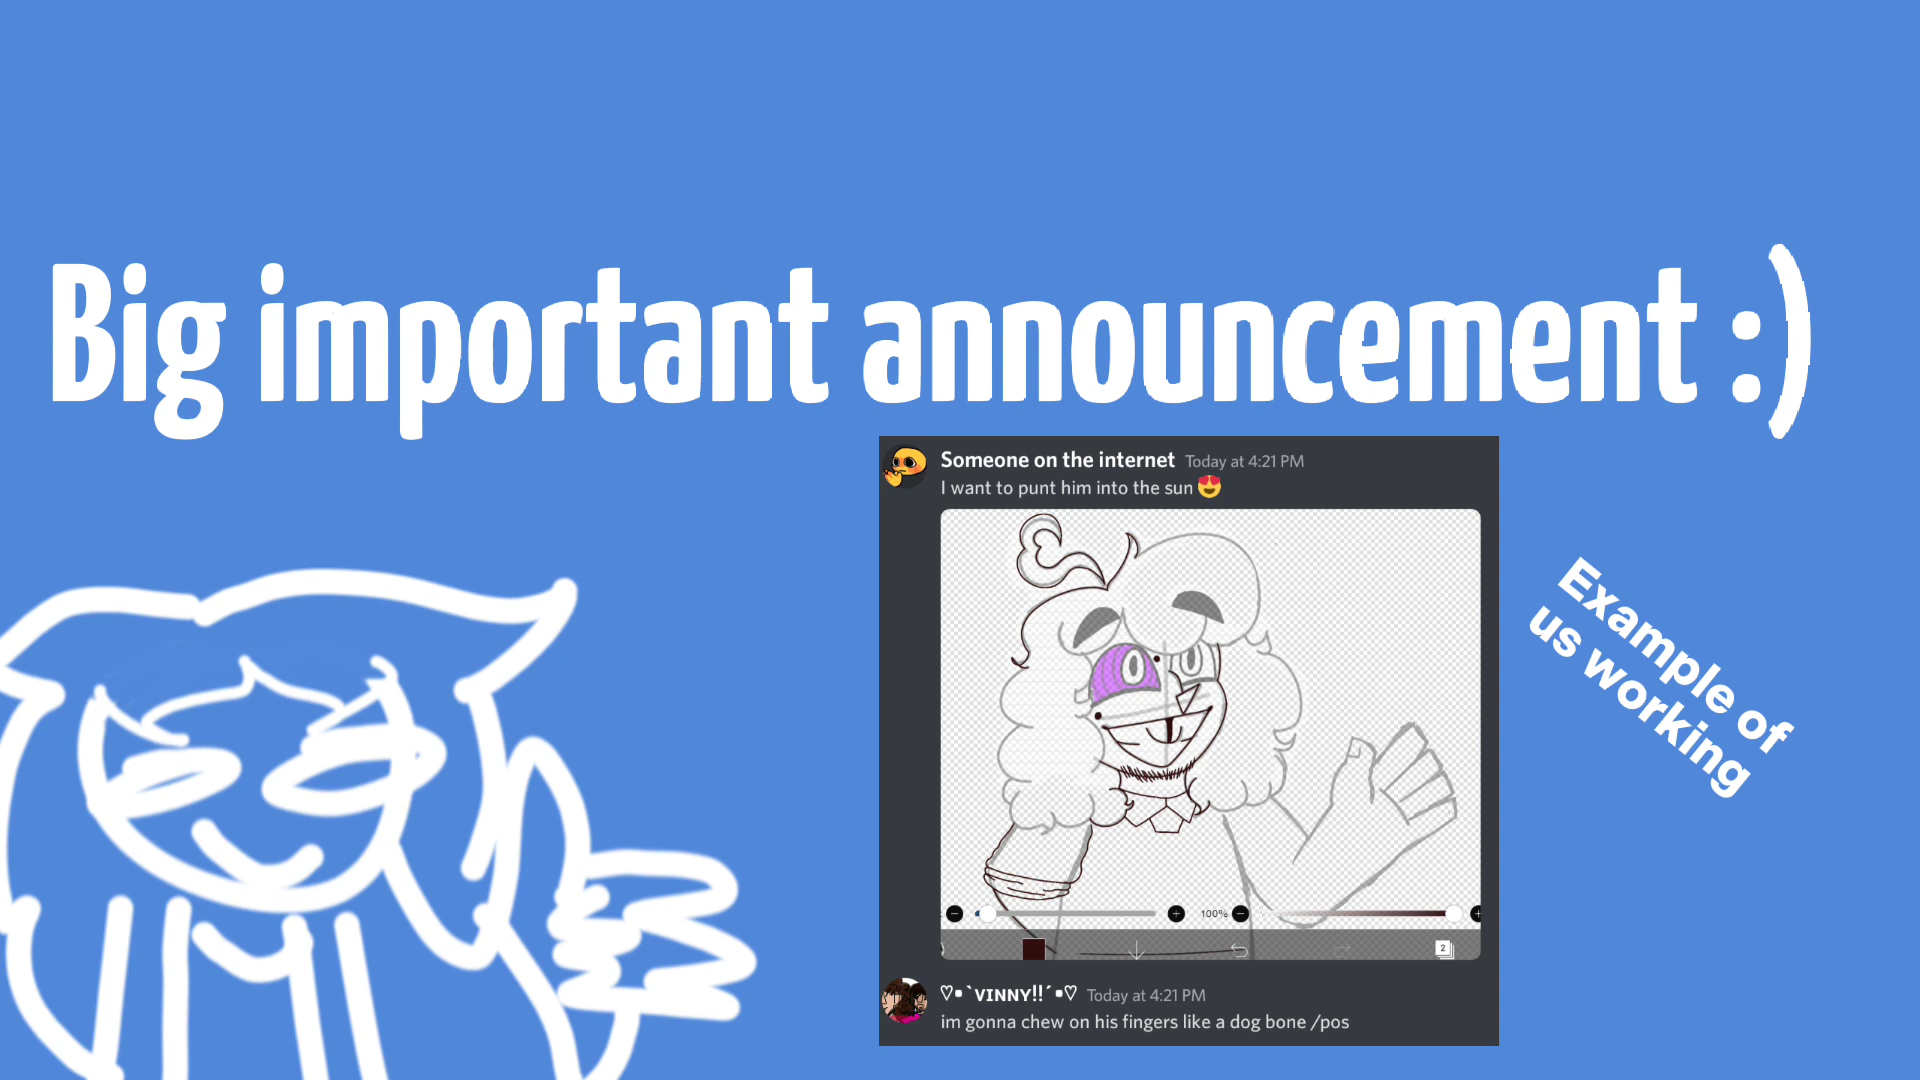 Big important announcement :)
Someone on the internet Today at 4:21 PM
I want to punt him into the sun 😍
100%
2
♡•`ᴠɪɴɴʏ!!´•♡ Today at 4:21 PM
im gonna chew on his fingers like a dog bone /pos
Example of
us working